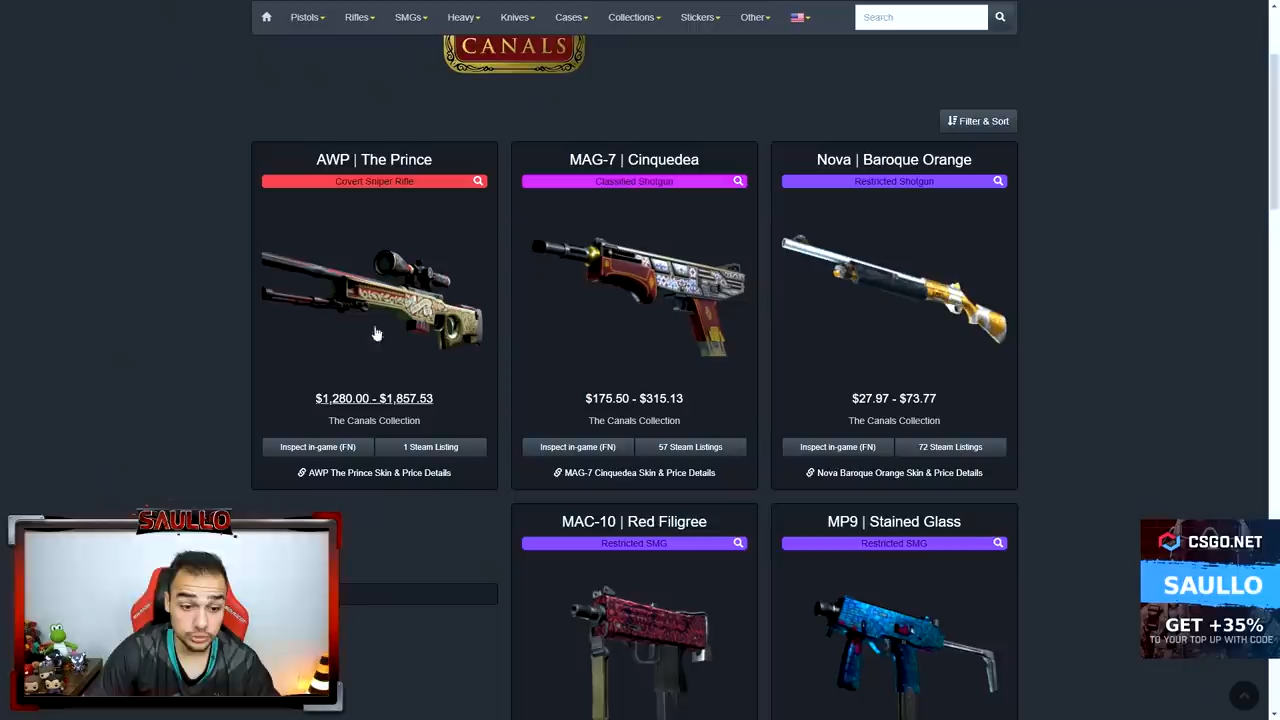 Pistols
Rifles
SMGs
Heavy
Knives
Cases
Collections
Stickers
Other
Search
CANALS
Filter & Sort
AWP | The Prince
Covert Sniper Rifle
$1,280.00 - $1,857.53
The Canals Collection
Inspect in-game (FN)
1 Steam Listing
AWP The Prince Skin & Price Details
MAG-7 | Cinquedea
Classified Shotgun
$175.50 - $315.13
The Canals Collection
Inspect in-game (FN)
57 Steam Listings
MAG-7 Cinquedea Skin & Price Details
Nova | Baroque Orange
Restricted Shotgun
$27.97 - $73.77
The Canals Collection
Inspect in-game (FN)
72 Steam Listings
Nova Baroque Orange Skin & Price Details
MAC-10 | Red Filigree
Restricted SMG
MP9 | Stained Glass
Restricted SMG
SAULLO
CSGO.NET
SAULLO
GET +35%
TO YOUR TOP UP WITH CODE